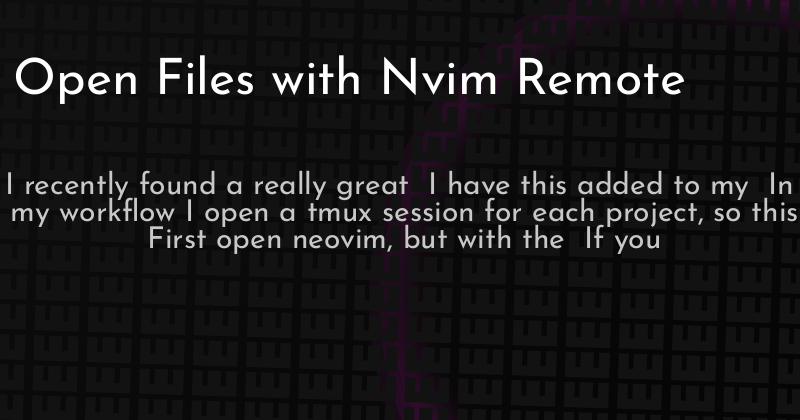 Open Files with Nvim Remote
I recently found a really great  I have this added to my  In
my workflow I open a tmux session for each project, so this
First open neovim, but with the  If you